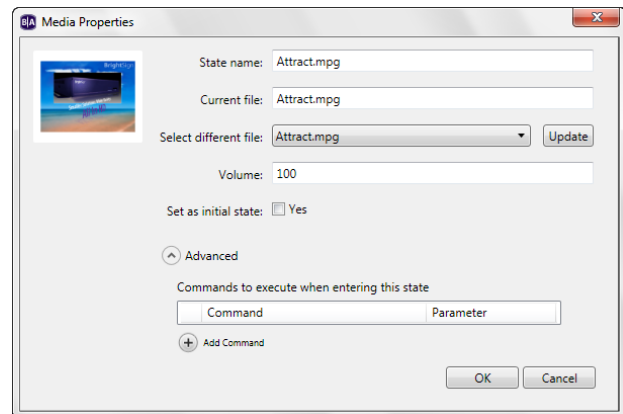 B|A Media Properties
BrightSign
State name: Attract.mpg
Current file: Attract.mpg
Select different file: Attract.mpg Update
Volume: 100
Set as initial state: Yes
Advanced
Commands to execute when entering this state
Command Parameter
Add Command
OK Cancel